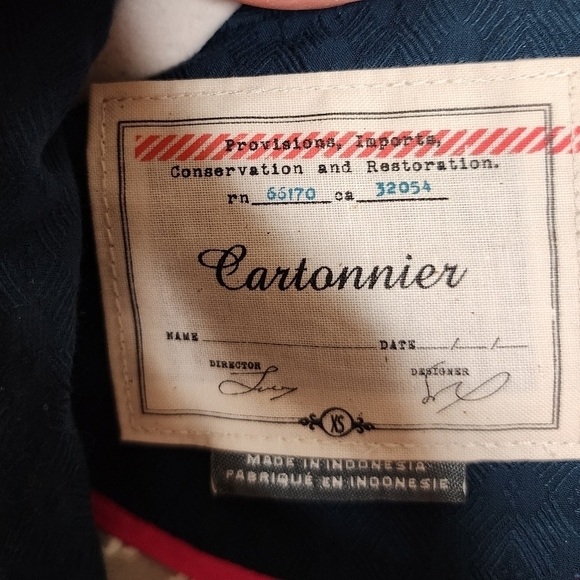 Provisions, Imports,
Conservation and Restoration.
rn 66170 ca 32054
Cartonnier
NAME DATE / /
DIRECTOR DESIGNER
XS
MADE IN INDONESIA
FABRIQUÉ EN INDONESIE